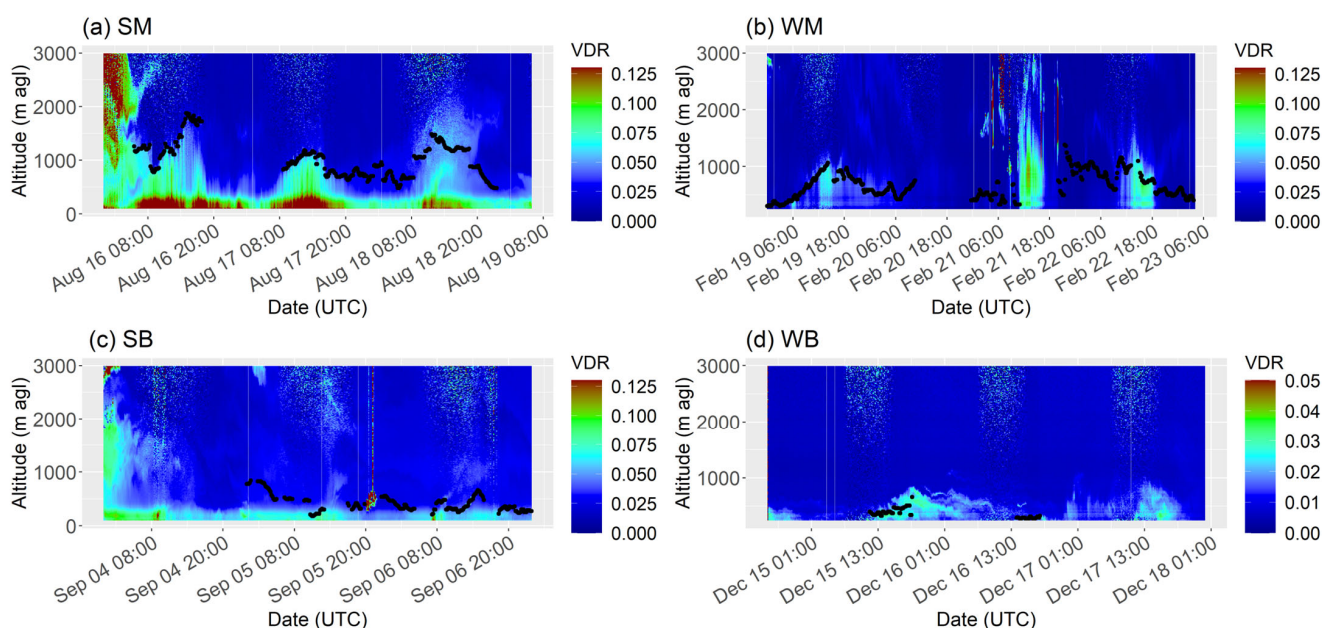 (a) SM
(b) WM
VDR
VDR
3000
2000
1000
0
Altitude (m agl)
0.125
0.100
0.075
0.050
0.025
0.000
3000
2000
1000
0
Altitude (m agl)
0.125
0.100
0.075
0.050
0.025
0.000
Aug 16 08:00
Aug 16 20:00
Aug 17 08:00
Aug 17 20:00
Aug 18 08:00
Aug 18 20:00
Aug 19 08:00
Date (UTC)
Feb 19 06:00
Feb 19 18:00
Feb 20 06:00
Feb 20 18:00
Feb 21 06:00
Feb 21 18:00
Feb 22 06:00
Feb 22 18:00
Feb 23 06:00
Date (UTC)
(c) SB
(d) WB
VDR
VDR
3000
2000
1000
0
Altitude (m agl)
0.125
0.100
0.075
0.050
0.025
0.000
3000
2000
1000
0
Altitude (m agl)
0.05
0.04
0.03
0.02
0.01
0.00
Sep 04 08:00
Sep 04 20:00
Sep 05 08:00
Sep 05 20:00
Sep 06 08:00
Sep 06 20:00
Date (UTC)
Dec 15 01:00
Dec 15 13:00
Dec 16 01:00
Dec 16 13:00
Dec 17 01:00
Dec 17 13:00
Dec 18 01:00
Date (UTC)